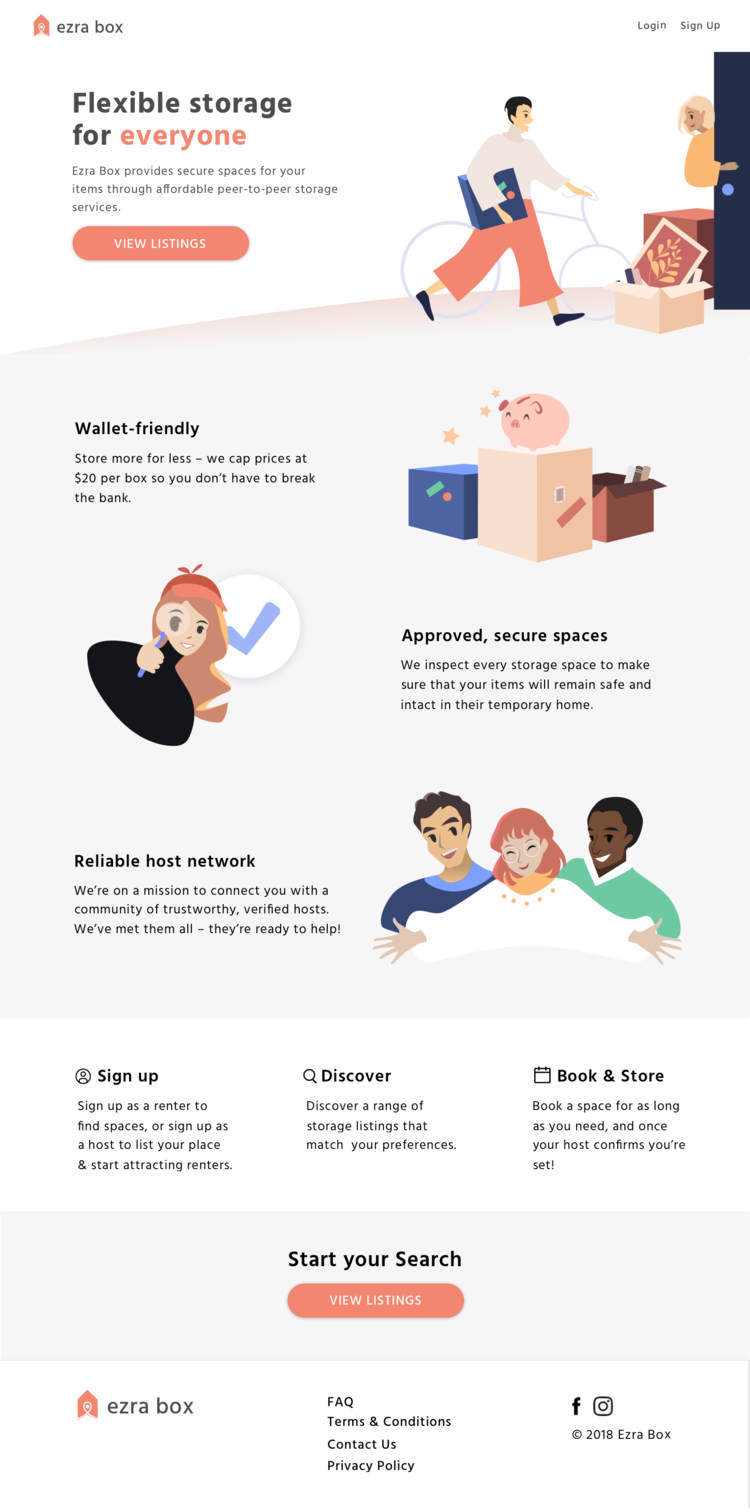 ezra box
Login Sign Up
Flexible storage
for everyone
Ezra Box provides secure spaces for your
items through affordable peer-to-peer storage
services.
VIEW LISTINGS
Wallet-friendly
Store more for less – we cap prices at
$20 per box so you don’t have to break
the bank.
Approved, secure spaces
We inspect every storage space to make
sure that your items will remain safe and
intact in their temporary home.
Reliable host network
We’re on a mission to connect you with a
community of trustworthy, verified hosts.
We’ve met them all – they’re ready to help!
Sign up
Sign up as a renter to
find spaces, or sign up as
a host to list your place
& start attracting renters.
Discover
Discover a range of
storage listings that
match  your preferences.
Book & Store
Book a space for as long
as you need, and once
your host confirms you’re
set!
Start your Search
VIEW LISTINGS
ezra box
FAQ
Terms & Conditions
Contact Us
Privacy Policy
© 2018 Ezra Box